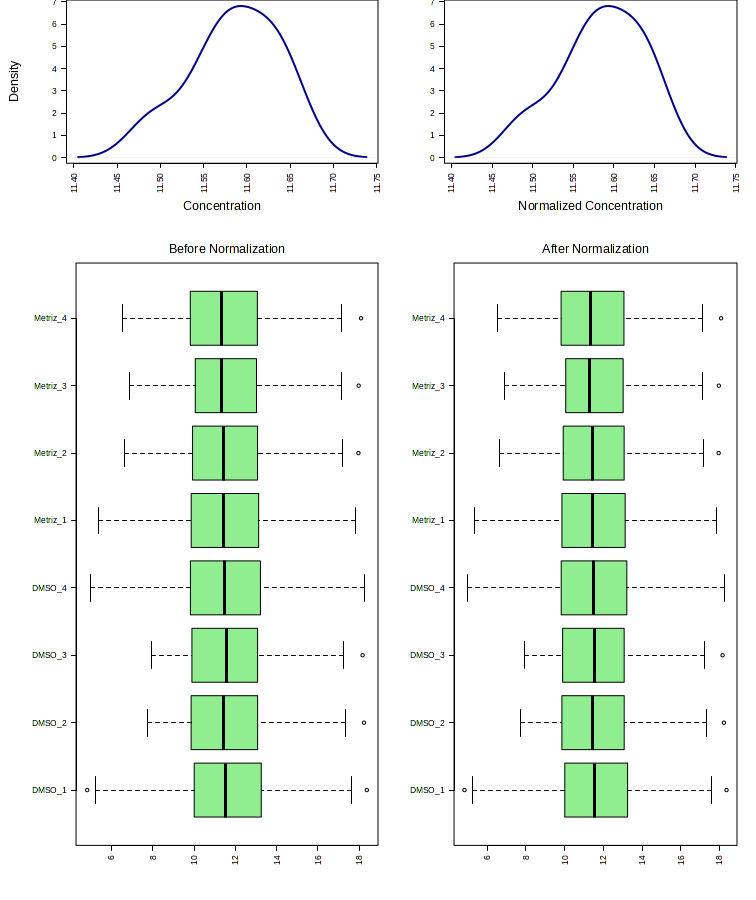 7
7
6
6
5
5
4
4
3
3
2
2
1
1
0
0
Density
11.40 11.45 11.50 11.55 11.60 11.65 11.70 11.75
11.40 11.45 11.50 11.55 11.60 11.65 11.70 11.75
Concentration
Normalized Concentration
Before Normalization
After Normalization
Metriz_4
Metriz_3
Metriz_2
Metriz_1
DMSO_4
DMSO_3
DMSO_2
DMSO_1
6 8 10 12 14 16 18
Metriz_4
Metriz_3
Metriz_2
Metriz_1
DMSO_4
DMSO_3
DMSO_2
DMSO_1
6 8 10 12 14 16 18